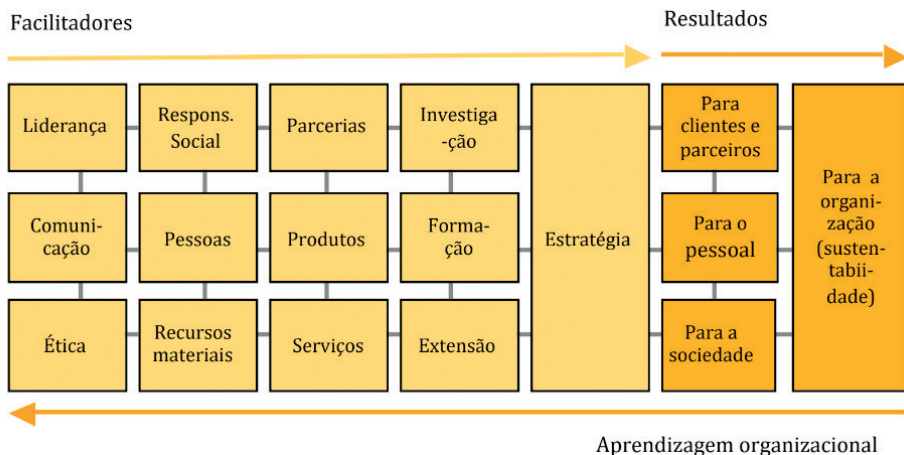 Facilitadores
Resultados
Liderança
Respons.
Social
Parcerias
Investiga
-ção
Para
clientes e
parceiros
Comuni-
cação
Pessoas
Produtos
Forma-
ção
Estratégia
Para o
pessoal
Para a
organi-
zação
(susten-
tabii-
dade)
Ética
Recursos
materiais
Serviços
Extensão
Para a
sociedade
Aprendizagem organizacional